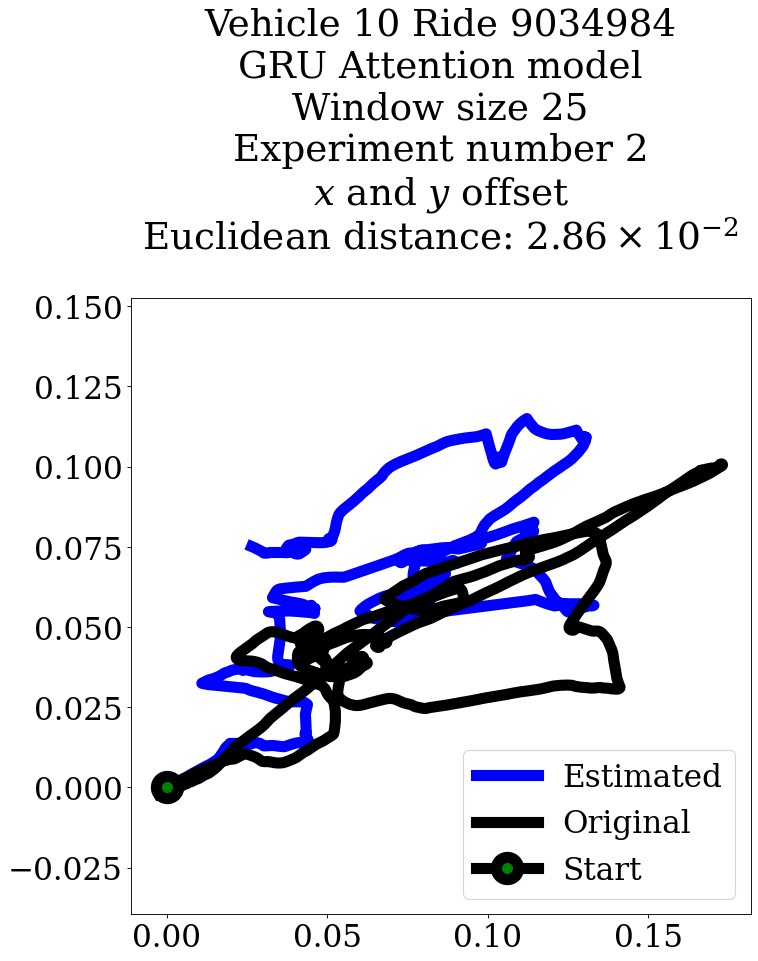 Vehicle 10 Ride 9034984
GRU Attention model
Window size 25
Experiment number 2
x and y offset
Euclidean distance: 2.86 × 10⁻²
0.150
0.125
0.100
0.075
0.050
0.025
0.000
−0.025
Estimated
Original
Start
0.00 0.05 0.10 0.15